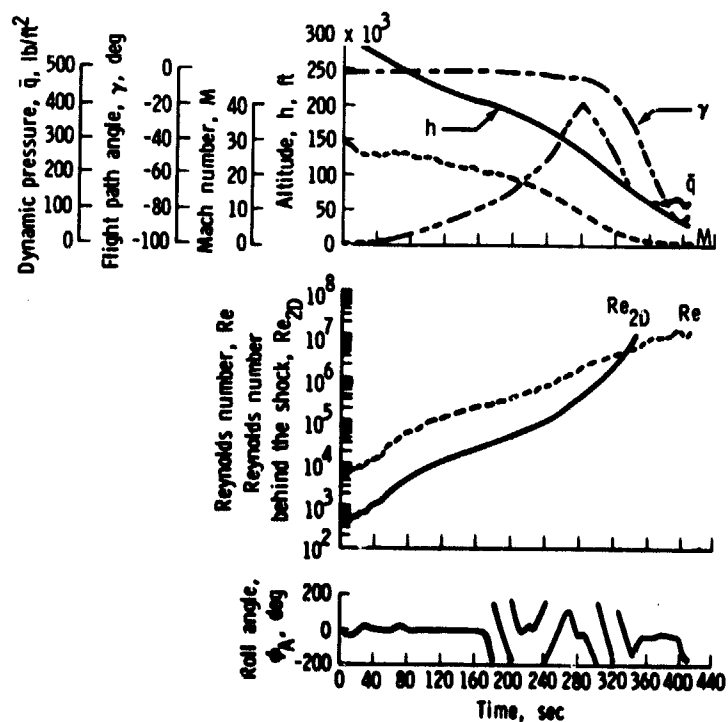 Dynamic pressure, q̄, lb/ft²
500
400
300
200
100
0
Flight path angle, γ, deg
0
-20
-40
-60
-80
-100
Mach number, M
40
30
20
10
0
Altitude, h, ft
300 x 10³
250
200
150
100
50
0
h
γ
q̄
M
Reynolds number, Re
Reynolds number
behind the shock, Re₂D
10⁸
10⁷
10⁶
10⁵
10⁴
10³
10²
Re₂D
Re
Roll angle,
ϕA, deg
200
0
-200
0 40 80 120 160 200 240 280 320 360 400 440
Time, sec